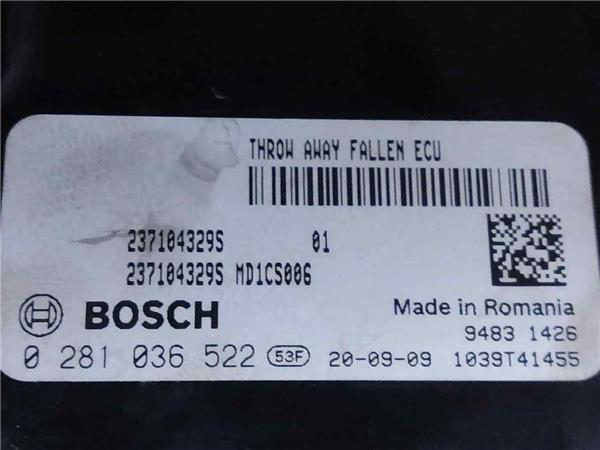 THROW AWAY FALLEN ECU
237104329S 01
237104329S MD1CS006
BOSCH Made in Romania
9483 1426
0 281 036 522 53F 20-09-09 1039T41455